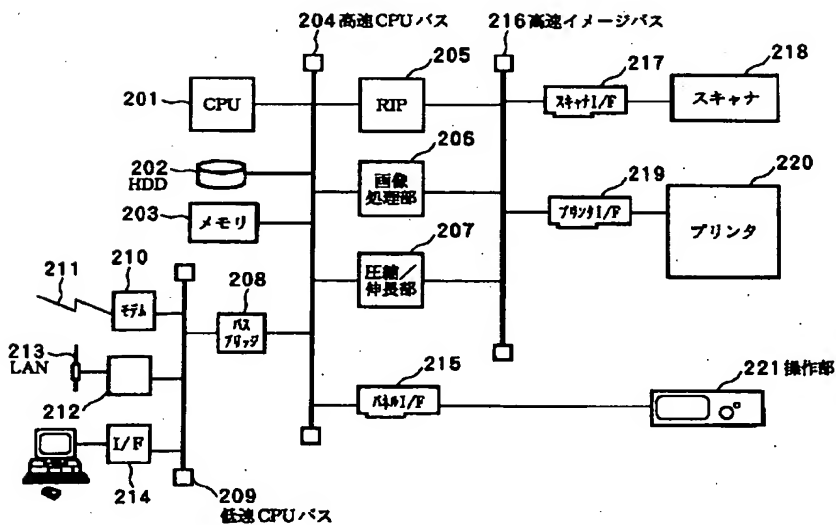 204 高速CPUバス
216 高速イメージバス
205
217
218
201
CPU
RIP
スキャナI/F
スキャナ
206
202
HDD
画像
処理部
219
220
203
メモリ
207
プリンタI/F
プリンタ
211
210
モデム
208
圧縮/
伸長部
バス
ブリッジ
213
LAN
215
221 操作部
212
パネルI/F
I/F
214
209
低速CPUバス